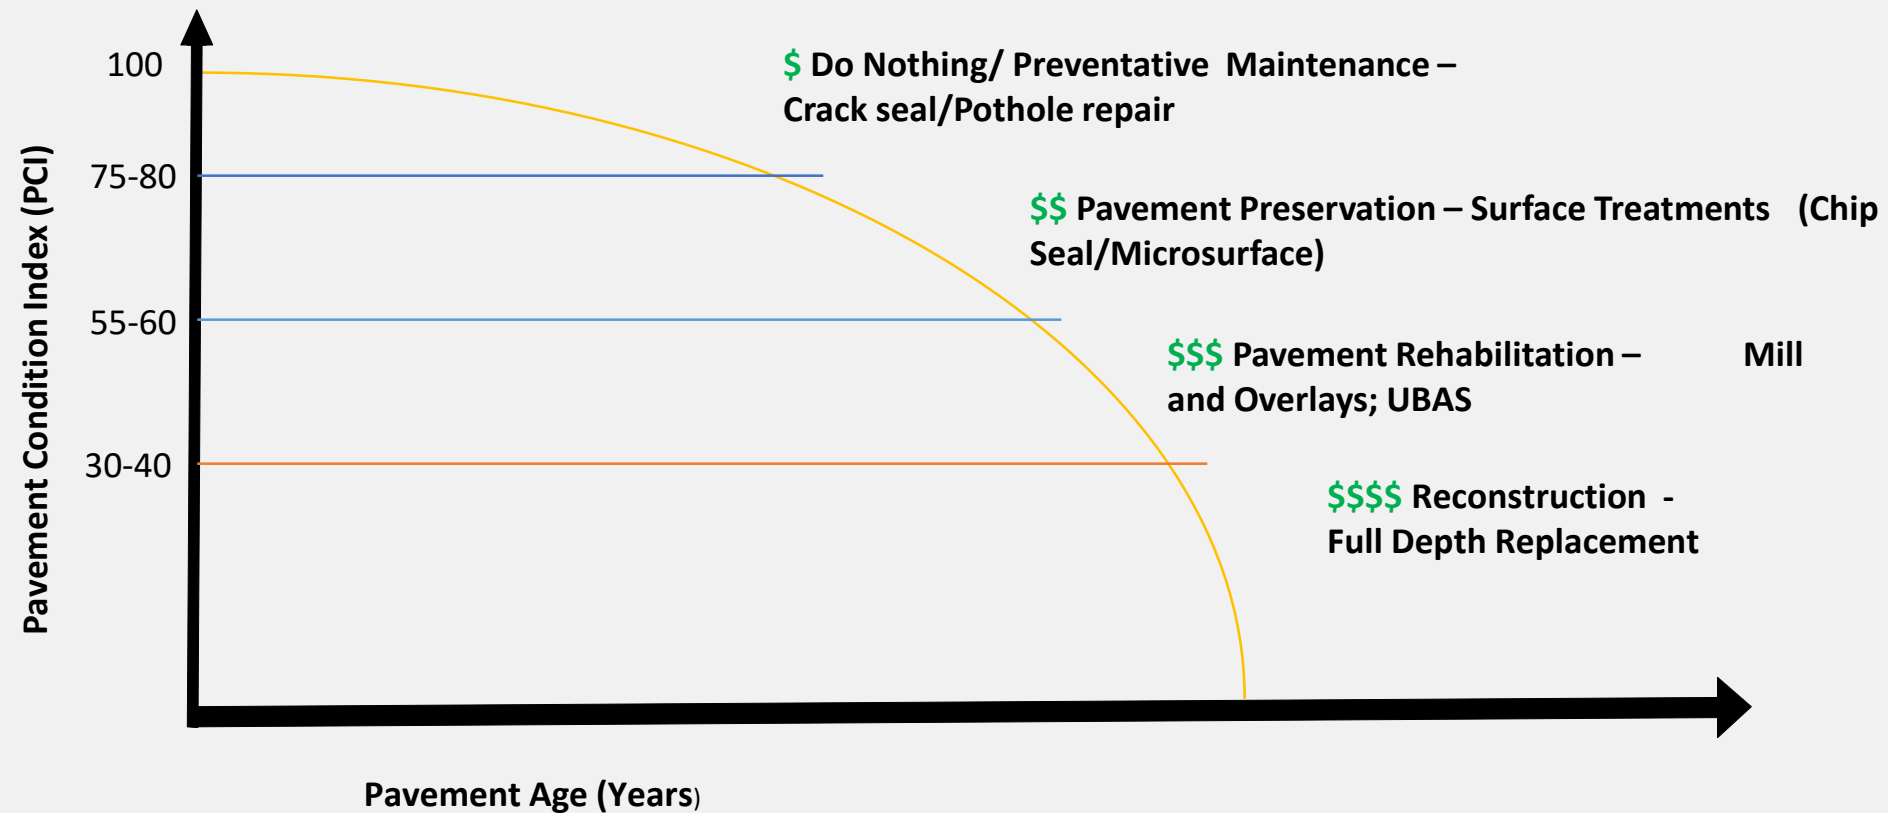 100
$ Do Nothing/ Preventative Maintenance –
Crack seal/Pothole repair
75-80
$$ Pavement Preservation – Surface Treatments (Chip
Seal/Microsurface)
55-60
$$$ Pavement Rehabilitation – Mill
and Overlays; UBAS
30-40
$$$$ Reconstruction -
Full Depth Replacement
Pavement Condition Index (PCI)
Pavement Age (Years)